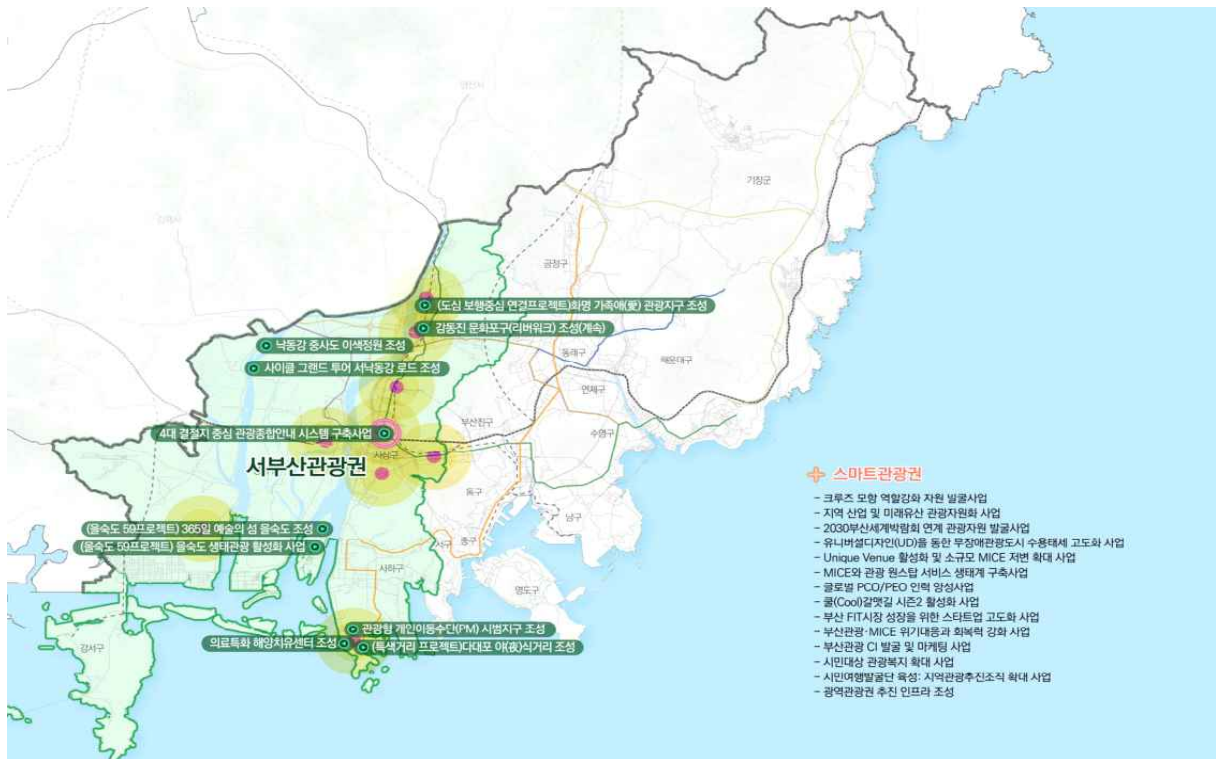 양산시
김해시
기장군
금정구
(도심 보행중심 연결프로젝트)화명 가족애(愛) 관광지구 조성
감동진 문화포구(리버워크) 조성(계속)
낙동강 중사도 이색정원 조성
사이클 그랜드 투어 서낙동강 로드 조성
동래구
해운대구
연제구
부산진구
수영구
4대 결절지 중심 관광종합안내 시스템 구축사업
사상구
서부산관광권
동구
남구
(을숙도 59프로젝트) 365일 예술의 섬 을숙도 조성
(을숙도 59프로젝트) 을숙도 생태관광 활성화 사업
서구
중구
사하구
영도구
관광형 개인이동수단(PM) 시범지구 조성
의료특화 해양치유센터 조성
(특색거리 프로젝트)다대포 야(夜)식거리 조성
강서구
스마트관광권
- 크루즈 모항 역할강화 자원 발굴사업
- 지역 산업 및 미래유산 관광자원화 사업
- 2030부산세계박람회 연계 관광자원 발굴사업
- 유니버셜디자인(UD)을 통한 무장애관광도시 수용태세 고도화 사업
- Unique Venue 활성화 및 소규모 MICE 저변 확대 사업
- MICE와 관광 원스탑 서비스 생태계 구축사업
- 글로벌 PCO/PEO 인력 양성사업
- 쿨(Cool)갈맷길 시즌2 활성화 사업
- 부산 FIT시장 성장을 위한 스타트업 고도화 사업
- 부산관광·MICE 위기대응과 회복력 강화 사업
- 부산관광 CI 발굴 및 마케팅 사업
- 시민대상 관광복지 확대 사업
- 시민여행발굴단 육성: 지역관광추진조직 확대 사업
- 광역관광권 추진 인프라 조성